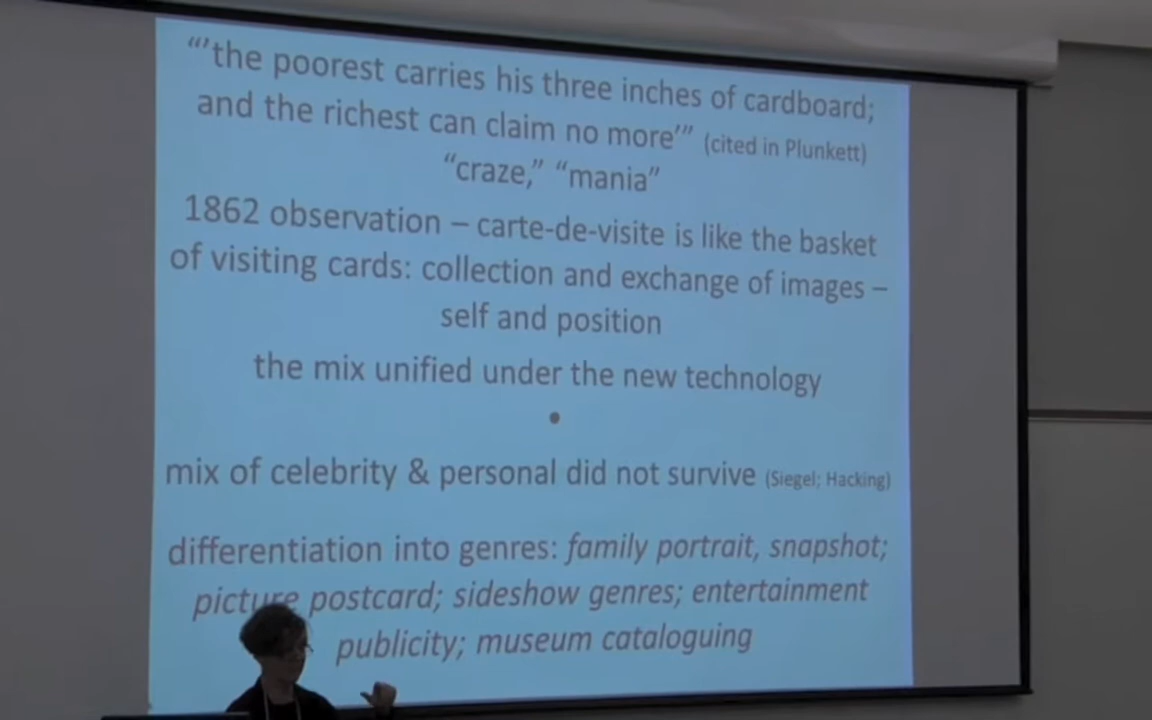 “‘the poorest carries his three inches of cardboard;
and the richest can claim no more’” (cited in Plunkett)
“craze,” “mania”
1862 observation – carte-de-visite is like the basket
of visiting cards: collection and exchange of images –
self and position
the mix unified under the new technology
•
mix of celebrity & personal did not survive (Siegel; Hacking)
differentiation into genres: family portrait, snapshot;
picture postcard; sideshow genres; entertainment
publicity; museum cataloguing